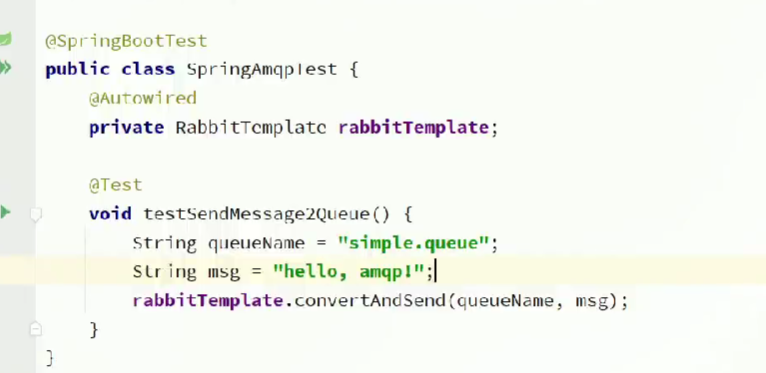 @SpringBootTest
public class SpringAmqpTest {
@Autowired
private RabbitTemplate rabbitTemplate;
@Test
void testSendMessage2Queue() {
String queueName = "simple.queue";
String msg = "hello, amqp!";
rabbitTemplate.convertAndSend(queueName, msg);
}
}